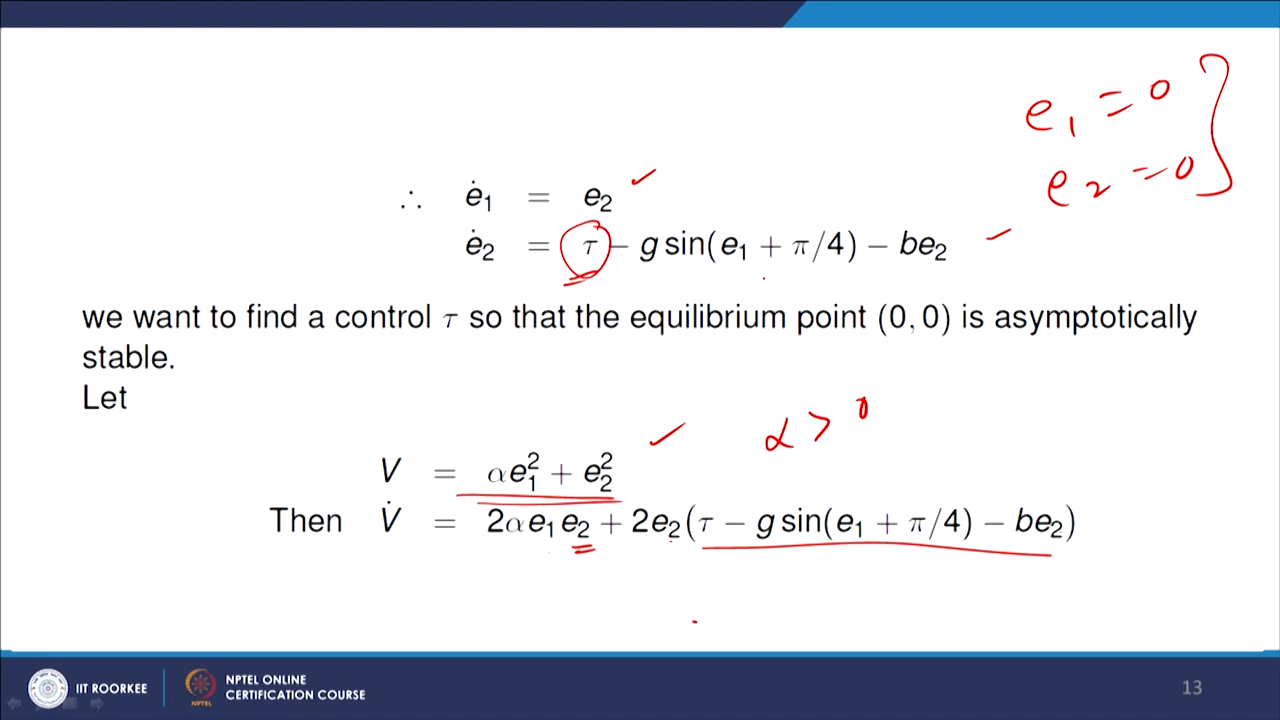 e₁ = 0
e₂ = 0
∴ ė₁ = e₂ ✓
ė₂ = τ − g sin(e₁ + π/4) − be₂
we want to find a control τ so that the equilibrium point (0, 0) is asymptotically
stable.
Let
α > 0
V = αe₁² + e₂² ✓
Then V̇ = 2αe₁e₂ + 2e₂(τ − g sin(e₁ + π/4) − be₂)
IIT ROORKEE
NPTEL
NPTEL ONLINE
CERTIFICATION COURSE
13